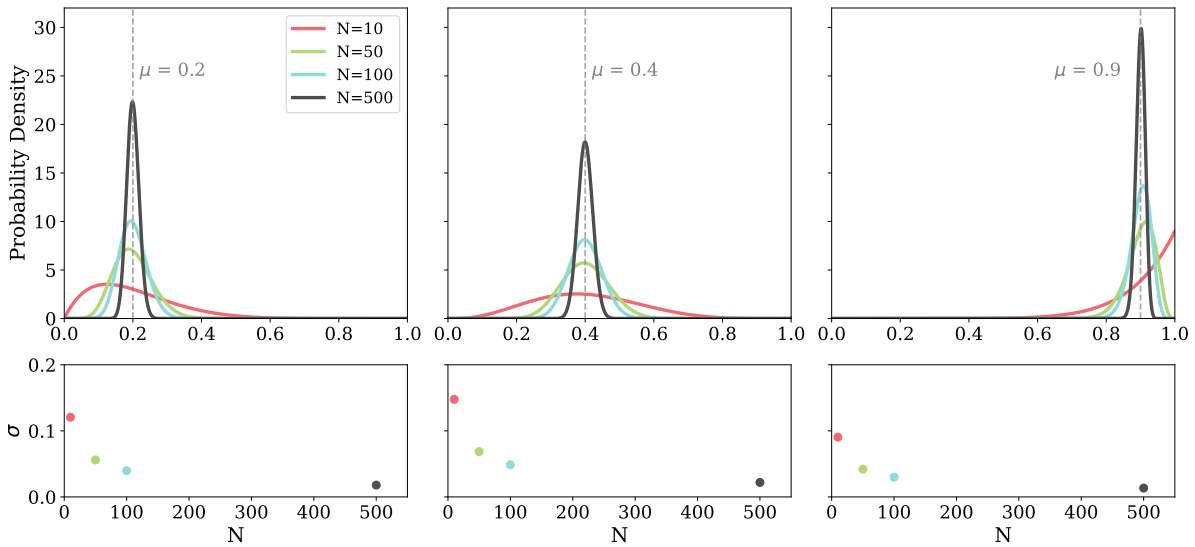 Probability Density
30
25
20
15
10
5
0
N=10
N=50
N=100
N=500
μ = 0.2
μ = 0.4
μ = 0.9
0.0 0.2 0.4 0.6 0.8 1.0
0.0 0.2 0.4 0.6 0.8 1.0
0.0 0.2 0.4 0.6 0.8 1.0
σ
0.2
0.1
0.0
0 100 200 300 400 500
0 100 200 300 400 500
0 100 200 300 400 500
N
N
N